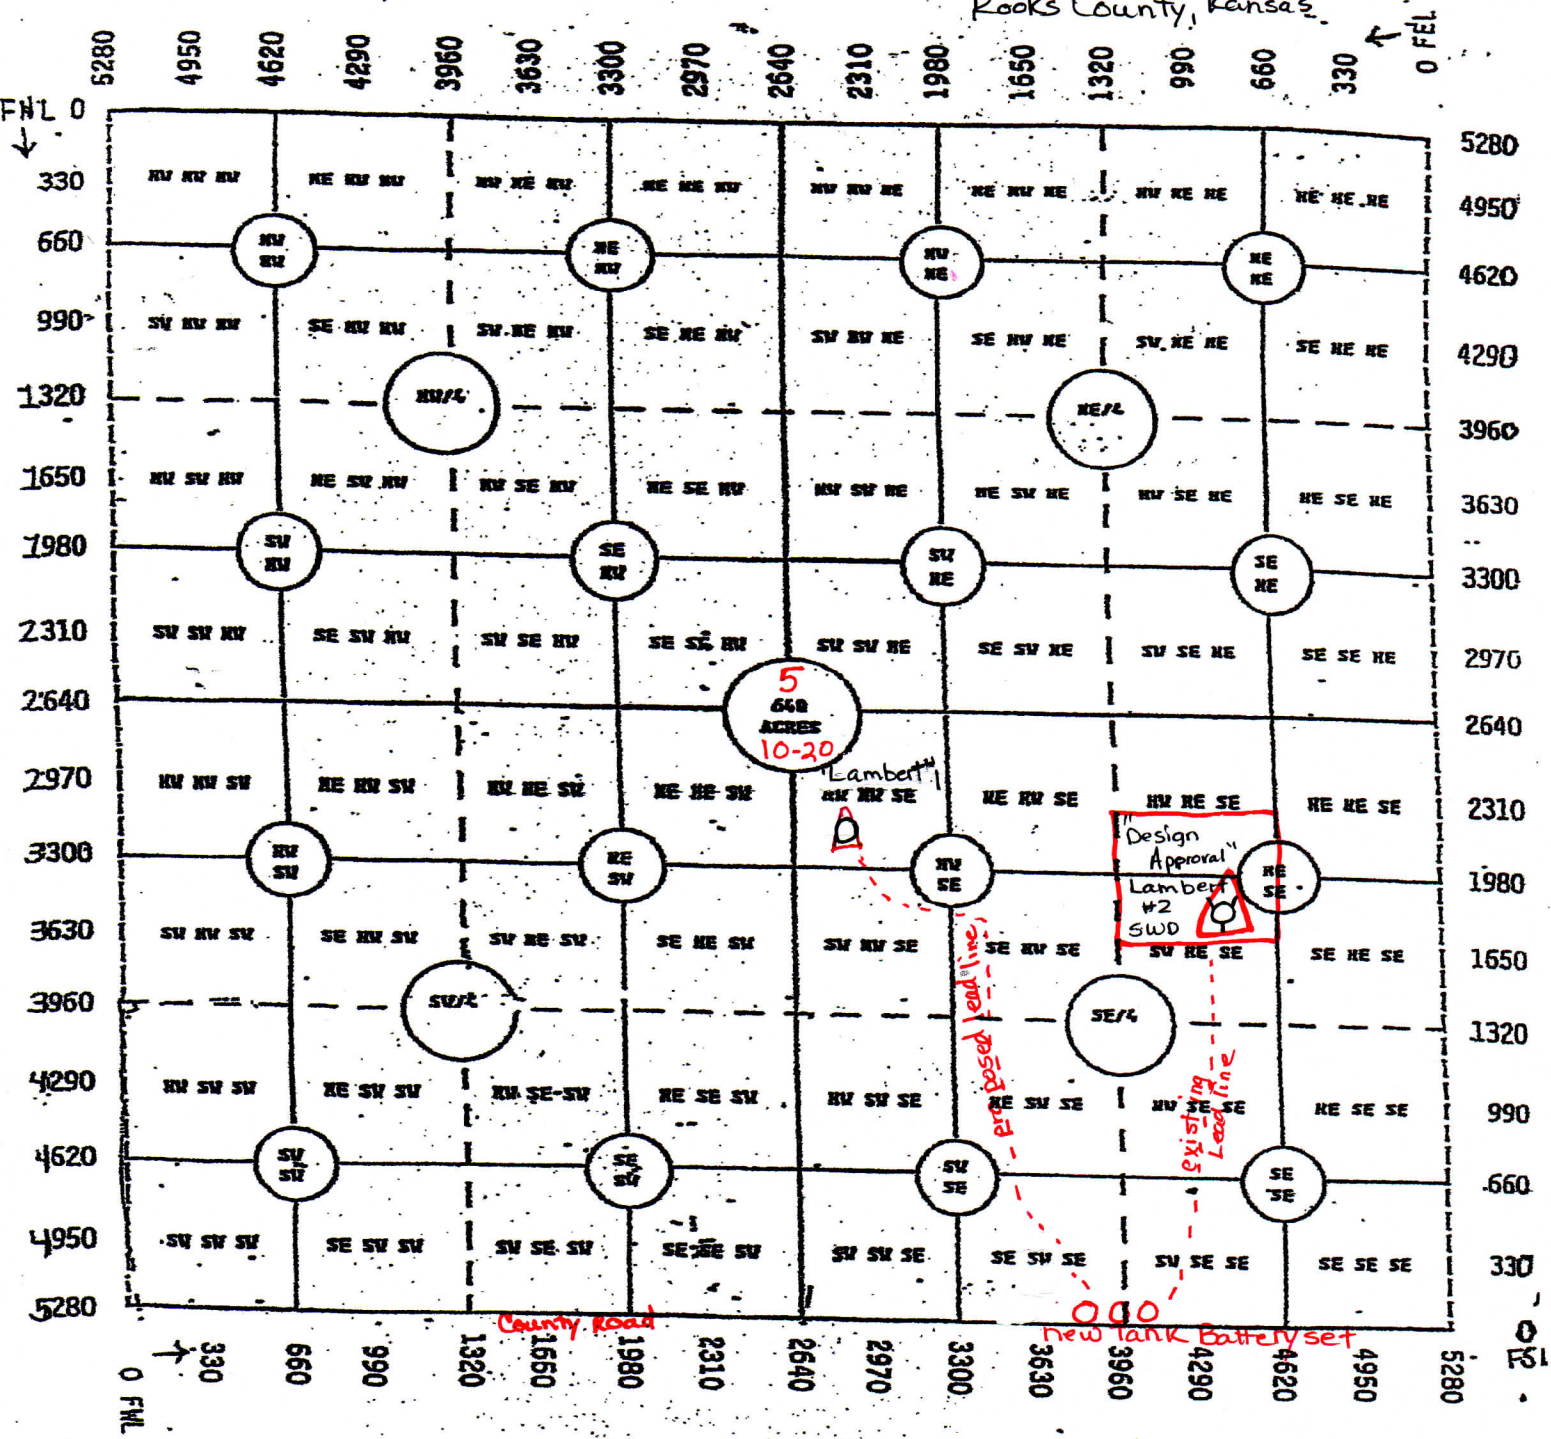 Rooks County, Kansas.
5280 4950 4620 4290 3960 3630 3300 2970 2640 2310 1980 1650 1320 990 660 330 0 FEL
FNL 0
5280
330 NW NW NW NE NW NW NW NE NW NE NE NW NW NW NE NE NW NE NW NE NE NE NE NE 4950
660 NW NE NW NE 4620
NW NW NE NE
990 SW NW NW SE NW NW SW NE NW SE NE NW SW NW NE SE NW NE SW NE NE SE NE NE 4290
1320 NW/4 NE/4 3960
1650 NW SW NW NE SW NW NW SE NW NE SE NW NW SW NE NE SW NE NW SE NE NE SE NE 3630
1980 SW SE SW SE 3300
NW NW NE NE
2310 SW SW NW SE SW NW SW SE NW SE SE NW SW SW NE SE SW NE SW SE NE SE SE NE 2970
2640 5 2640
640
ACRES
10-20
"Lambert"#1
2970 NW NW SW NE NW SW NW NE SW NE NE SW NW NW SE NE NW SE NW NE SE NE NE SE 2310
"Design
Approval"
3300 NW NE NW NE 1980
SW SW SE SE
Lambert
#2
SWD
3630 SW NW SW SE NW SW SW NE SW SE NE SW SW NW SE SE NW SE SW NE SE SE NE SE 1650
3960 SW/4 SE/4 1320
proposed lead line
existing
Lead line
4290 NW SW SW NE SW SW NW SE-SW NE SE SW NW SW SE NE SW SE NW SE SE NE SE SE 990
4620 SW SE SW SE 660
SW SW SE SE
4950 SW SW SW SE SW SW SW SE SW SE SE SW SW SW SE SE SW SE SW SE SE SE SE SE 330
5280 0
County Road
new Tank Battery set
FSL
0 FWL 330 660 990 1320 1660 1980 2310 2640 2970 3300 3630 3960 4290 4620 4950 5280